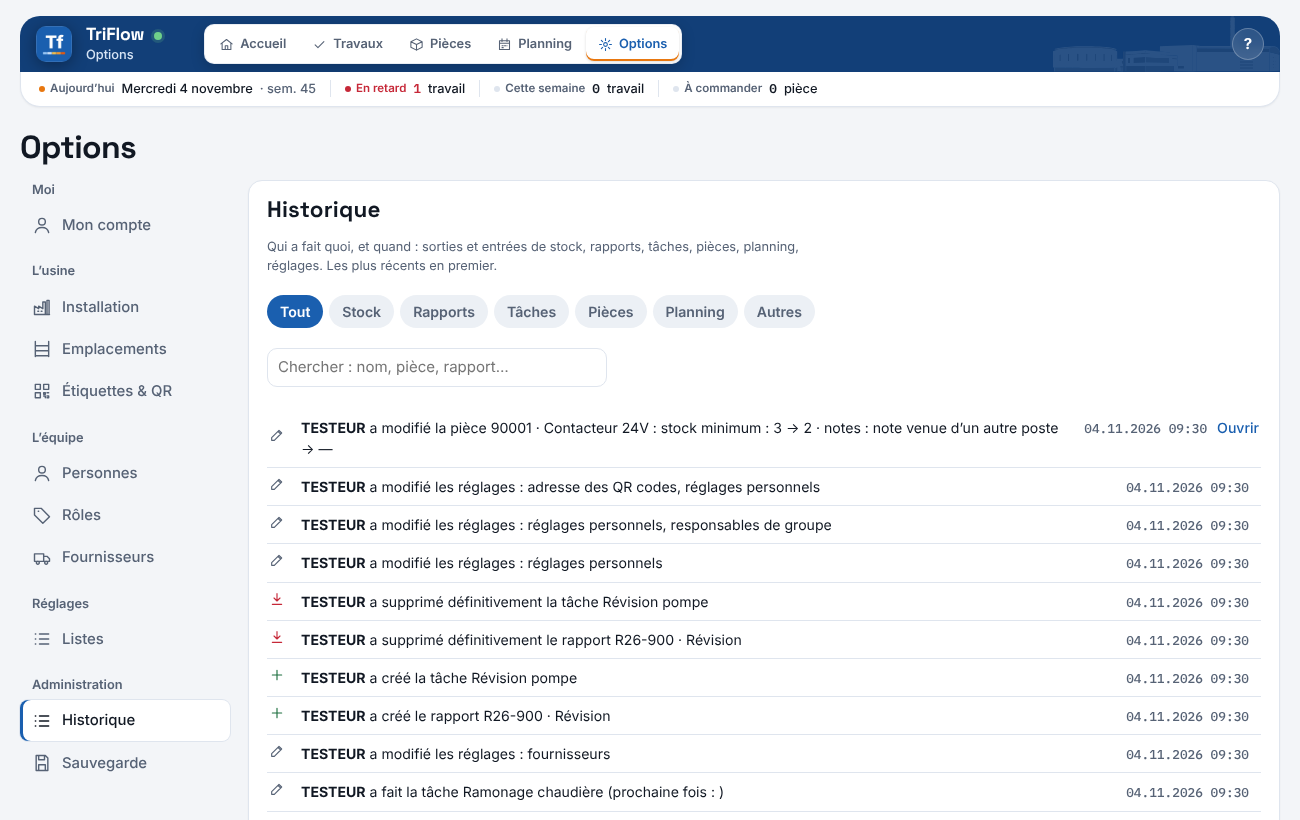 Tf
TriFlow
Options
Accueil
Travaux
Pièces
Planning
Options
?
Aujourd’hui Mercredi 4 novembre · sem. 45
En retard 1 travail
Cette semaine 0 travail
À commander 0 pièce
Options
Moi
Mon compte
L’usine
Installation
Emplacements
Étiquettes & QR
L’équipe
Personnes
Rôles
Fournisseurs
Réglages
Listes
Administration
Historique
Sauvegarde
Historique
Qui a fait quoi, et quand : sorties et entrées de stock, rapports, tâches, pièces, planning,
réglages. Les plus récents en premier.
Tout
Stock
Rapports
Tâches
Pièces
Planning
Autres
Chercher : nom, pièce, rapport…
TESTEUR a modifié la pièce 90001 · Contacteur 24V : stock minimum : 3 → 2 · notes : note venue d’un autre poste 04.11.2026 09:30 Ouvrir
→ —
TESTEUR a modifié les réglages : adresse des QR codes, réglages personnels 04.11.2026 09:30
TESTEUR a modifié les réglages : réglages personnels, responsables de groupe 04.11.2026 09:30
TESTEUR a modifié les réglages : réglages personnels 04.11.2026 09:30
TESTEUR a supprimé définitivement la tâche Révision pompe 04.11.2026 09:30
TESTEUR a supprimé définitivement le rapport R26-900 · Révision 04.11.2026 09:30
TESTEUR a créé la tâche Révision pompe 04.11.2026 09:30
TESTEUR a créé le rapport R26-900 · Révision 04.11.2026 09:30
TESTEUR a modifié les réglages : fournisseurs 04.11.2026 09:30
TESTEUR a fait la tâche Ramonage chaudière (prochaine fois : ) 04.11.2026 09:30